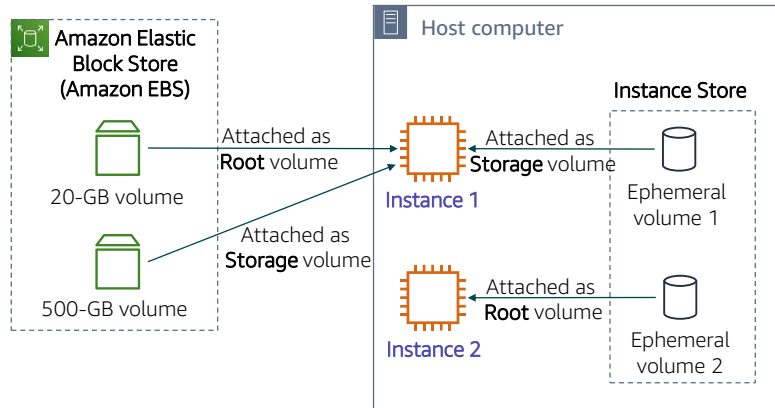 Amazon Elastic
Block Store
(Amazon EBS)
20-GB volume
500-GB volume
Attached as
Root volume
Attached as
Storage volume
Host computer
Instance 1
Instance 2
Attached as
Storage volume
Attached as
Root volume
Instance Store
Ephemeral
volume 1
Ephemeral
volume 2